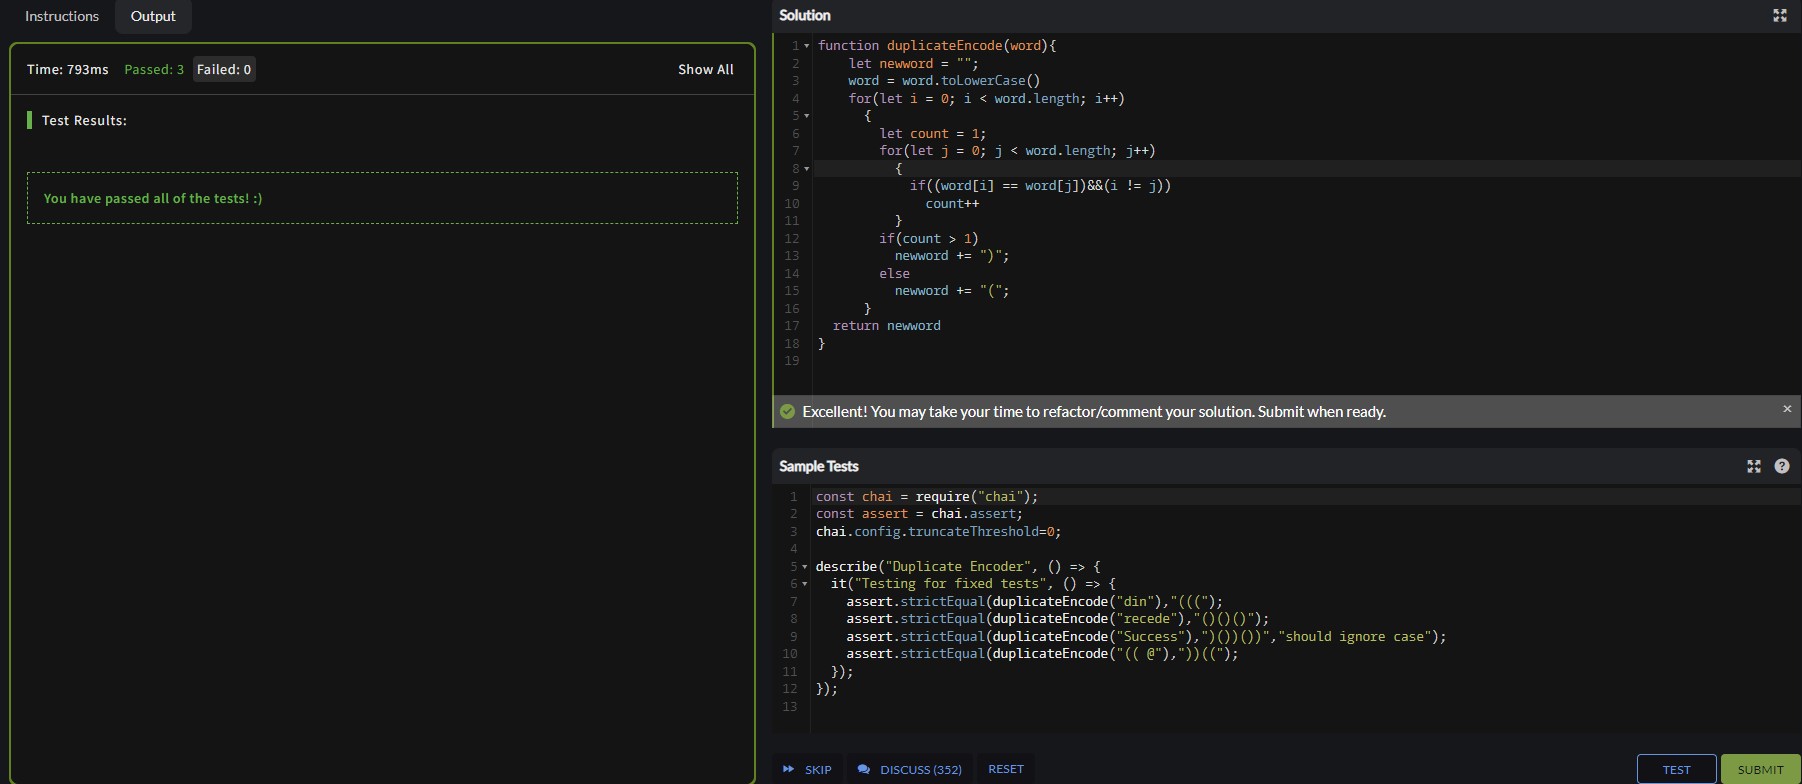 Instructions
Output
Time: 793ms Passed: 3 Failed: 0 Show All
Test Results:
You have passed all of the tests! :)
Solution
1 function duplicateEncode(word){
2 let newword = "";
3 word = word.toLowerCase()
4 for(let i = 0; i < word.length; i++)
5 {
6 let count = 1;
7 for(let j = 0; j < word.length; j++)
8 {
9 if((word[i] == word[j])&&(i != j))
10 count++
11 }
12 if(count > 1)
13 newword += ")";
14 else
15 newword += "(";
16 }
17 return newword
18 }
19
Excellent! You may take your time to refactor/comment your solution. Submit when ready.
Sample Tests
1 const chai = require("chai");
2 const assert = chai.assert;
3 chai.config.truncateThreshold=0;
4
5 describe("Duplicate Encoder", () => {
6 it("Testing for fixed tests", () => {
7 assert.strictEqual(duplicateEncode("din"),"(((");
8 assert.strictEqual(duplicateEncode("recede"),"()()()");
9 assert.strictEqual(duplicateEncode("Success"),")())())","should ignore case");
10 assert.strictEqual(duplicateEncode("(( @"),"))((");
11 });
12 });
13
SKIP DISCUSS (352) RESET TEST SUBMIT